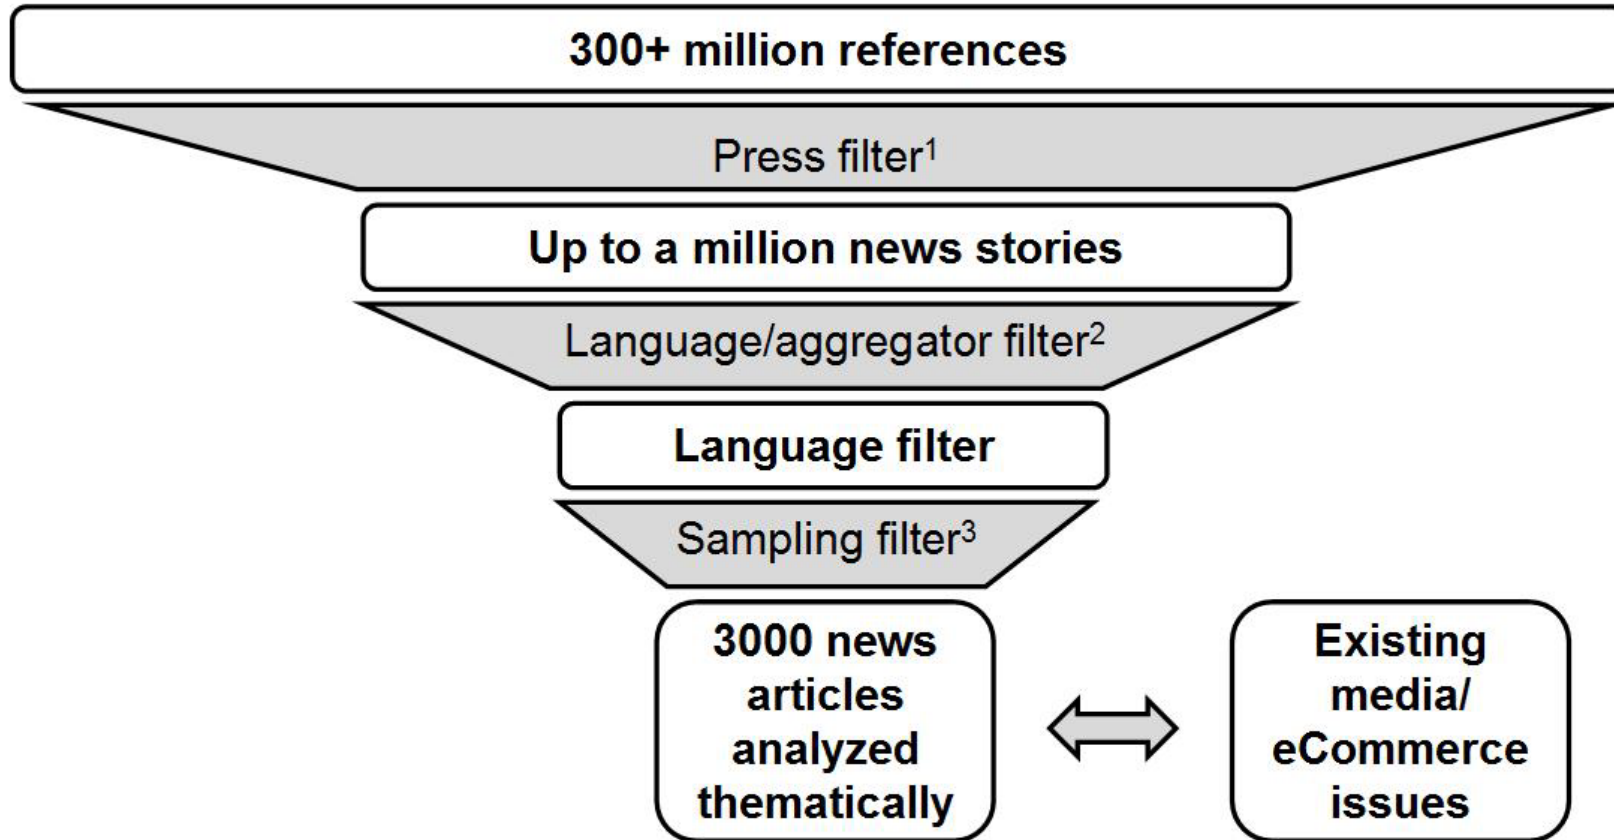 300+ million references
Press filter¹
Up to a million news stories
Language/aggregator filter²
Language filter
Sampling filter³
3000 news
articles
analyzed
thematically
Existing
media/
eCommerce
issues